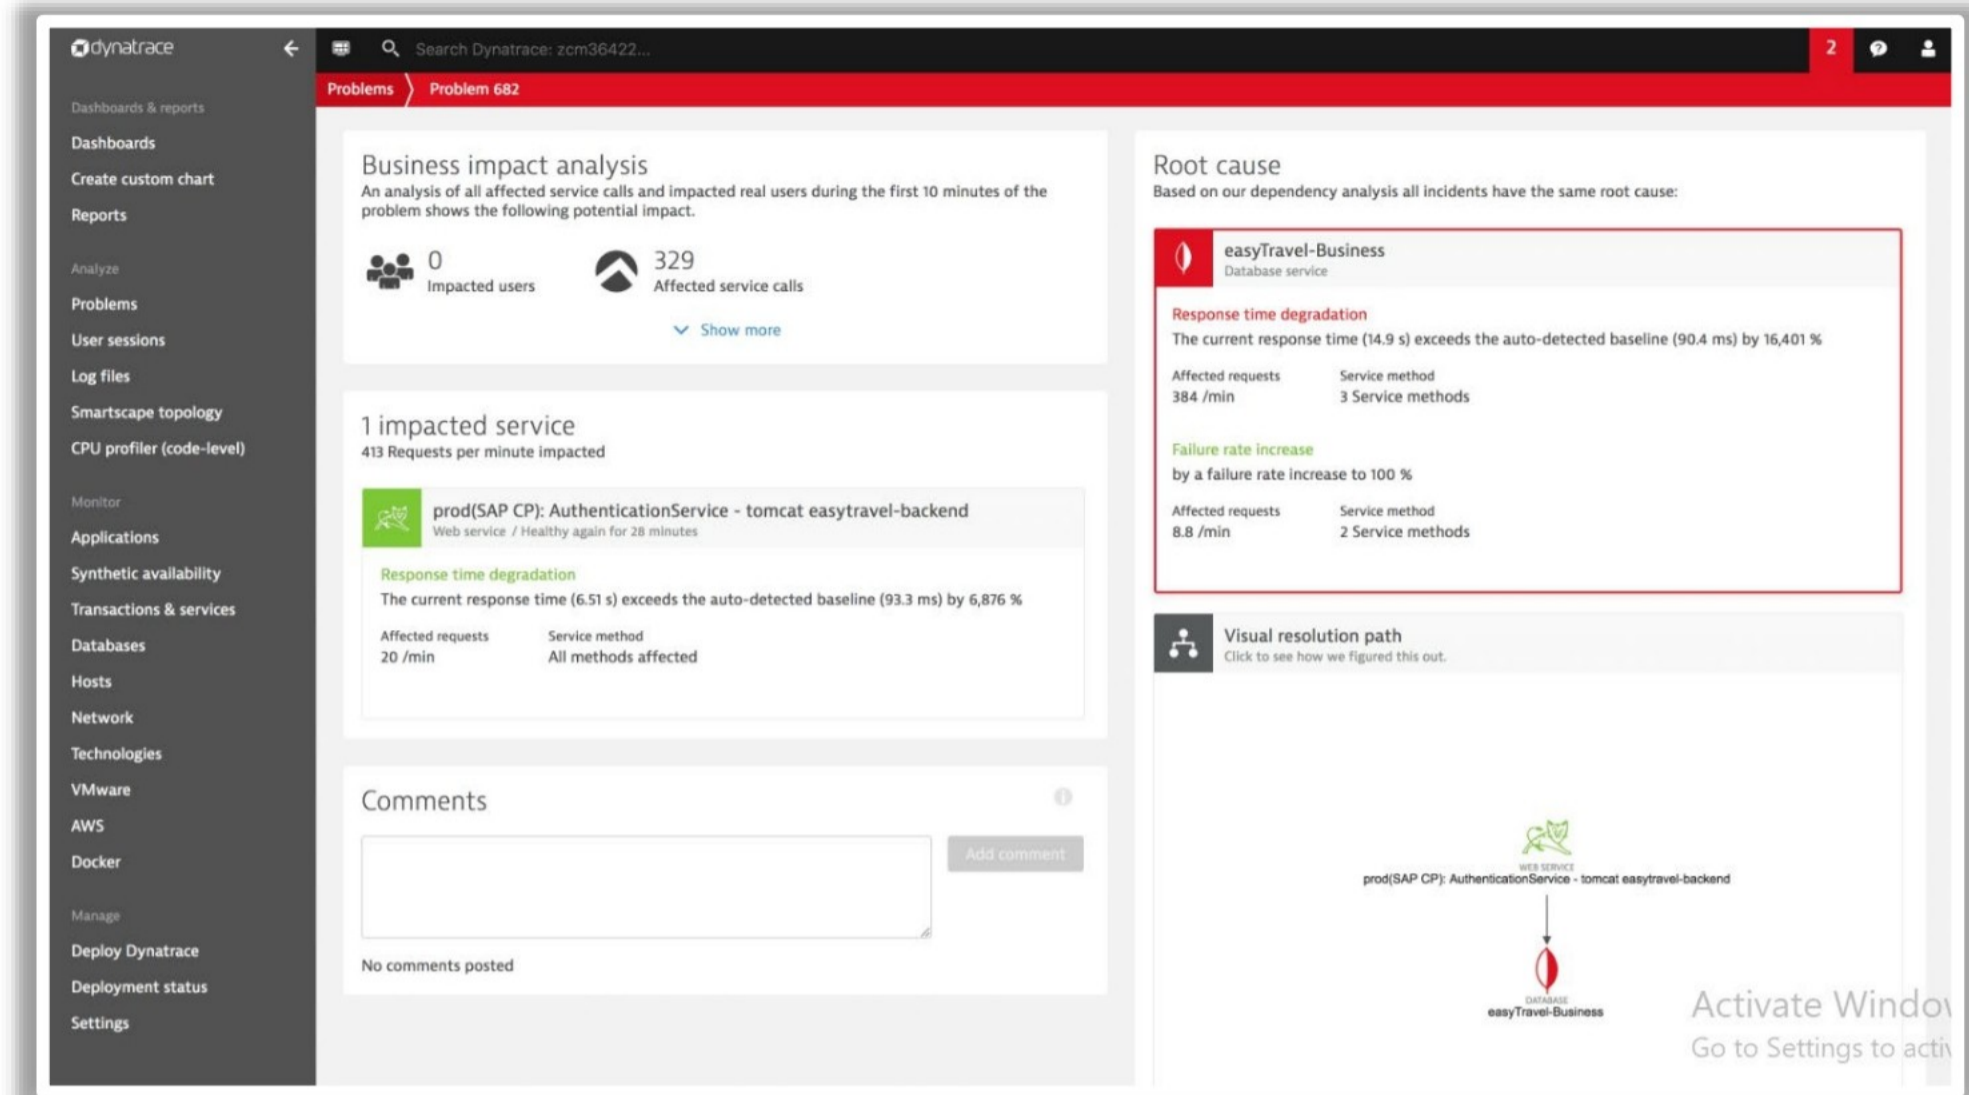 dynatrace
Search Dynatrace: zcm36422...
2
Problems
Problem 682
Dashboards & reports
Dashboards
Create custom chart
Reports
Analyze
Problems
User sessions
Log files
Smartscape topology
CPU profiler (code-level)
Monitor
Applications
Synthetic availability
Transactions & services
Databases
Hosts
Network
Technologies
VMware
AWS
Docker
Manage
Deploy Dynatrace
Deployment status
Settings
Business impact analysis
An analysis of all affected service calls and impacted real users during the first 10 minutes of the
problem shows the following potential impact.
0
Impacted users
329
Affected service calls
Show more
1 impacted service
413 Requests per minute impacted
prod(SAP CP): AuthenticationService - tomcat easytravel-backend
Web service / Healthy again for 28 minutes
Response time degradation
The current response time (6.51 s) exceeds the auto-detected baseline (93.3 ms) by 6,876 %
Affected requests
Service method
20 /min
All methods affected
Comments
Add comment
No comments posted
Root cause
Based on our dependency analysis all incidents have the same root cause:
easyTravel-Business
Database service
Response time degradation
The current response time (14.9 s) exceeds the auto-detected baseline (90.4 ms) by 16,401 %
Affected requests
Service method
384 /min
3 Service methods
Failure rate increase
by a failure rate increase to 100 %
Affected requests
Service method
8.8 /min
2 Service methods
Visual resolution path
Click to see how we figured this out.
WEB SERVICE
prod(SAP CP): AuthenticationService - tomcat easytravel-backend
DATABASE
easyTravel-Business
Activate Window
Go to Settings to activ